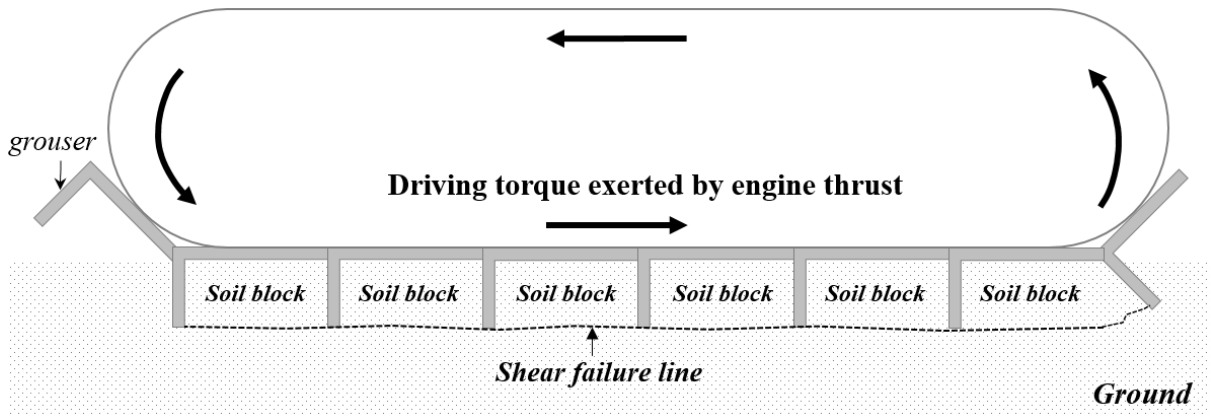 grouser
Driving torque exerted by engine thrust
Soil block Soil block Soil block Soil block Soil block Soil block
Shear failure line
Ground